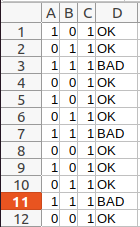 A B C D
1 1 0 1 OK
2 0 1 1 OK
3 1 1 1 BAD
4 0 0 1 OK
5 1 0 1 OK
6 0 1 1 OK
7 1 1 1 BAD
8 0 0 1 OK
9 1 0 1 OK
10 0 1 1 OK
11 1 1 1 BAD
12 0 0 1 OK